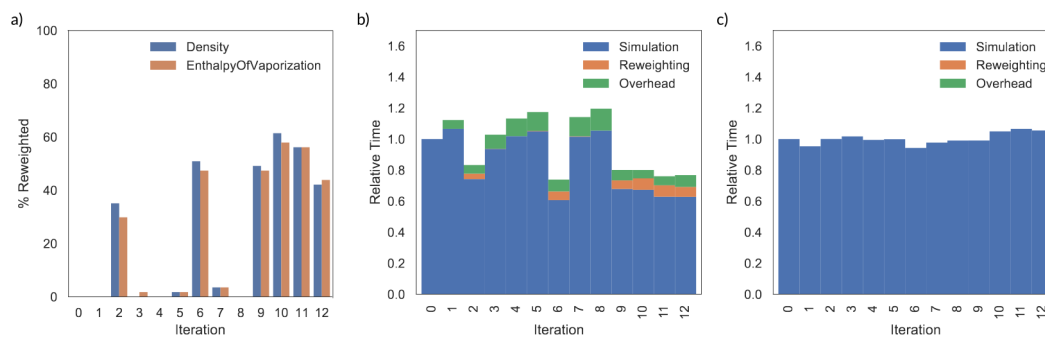 a)
100
80
60
40
20
0
% Reweighted
Density
EnthalpyOfVaporization
0 1 2 3 4 5 6 7 8 9 10 11 12
Iteration
b)
1.6
1.4
1.2
1.0
0.8
0.6
0.4
0.2
0.0
Relative Time
Simulation
Reweighting
Overhead
0 1 2 3 4 5 6 7 8 9 10 11 12
Iteration
c)
1.6
1.4
1.2
1.0
0.8
0.6
0.4
0.2
0.0
Relative Time
Simulation
Reweighting
Overhead
0 1 2 3 4 5 6 7 8 9 10 11 12
Iteration